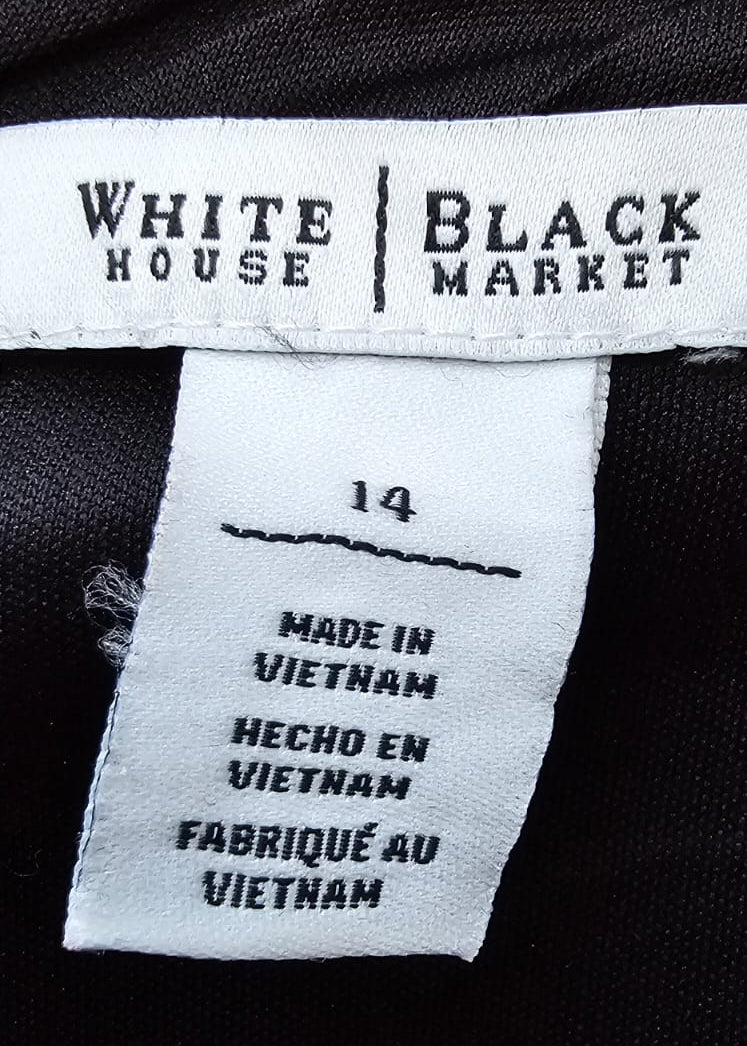 WHITE | BLACK
HOUSE | MARKET
14
MADE IN
VIETNAM
HECHO EN
VIETNAM
FABRIQUÉ AU
VIETNAM